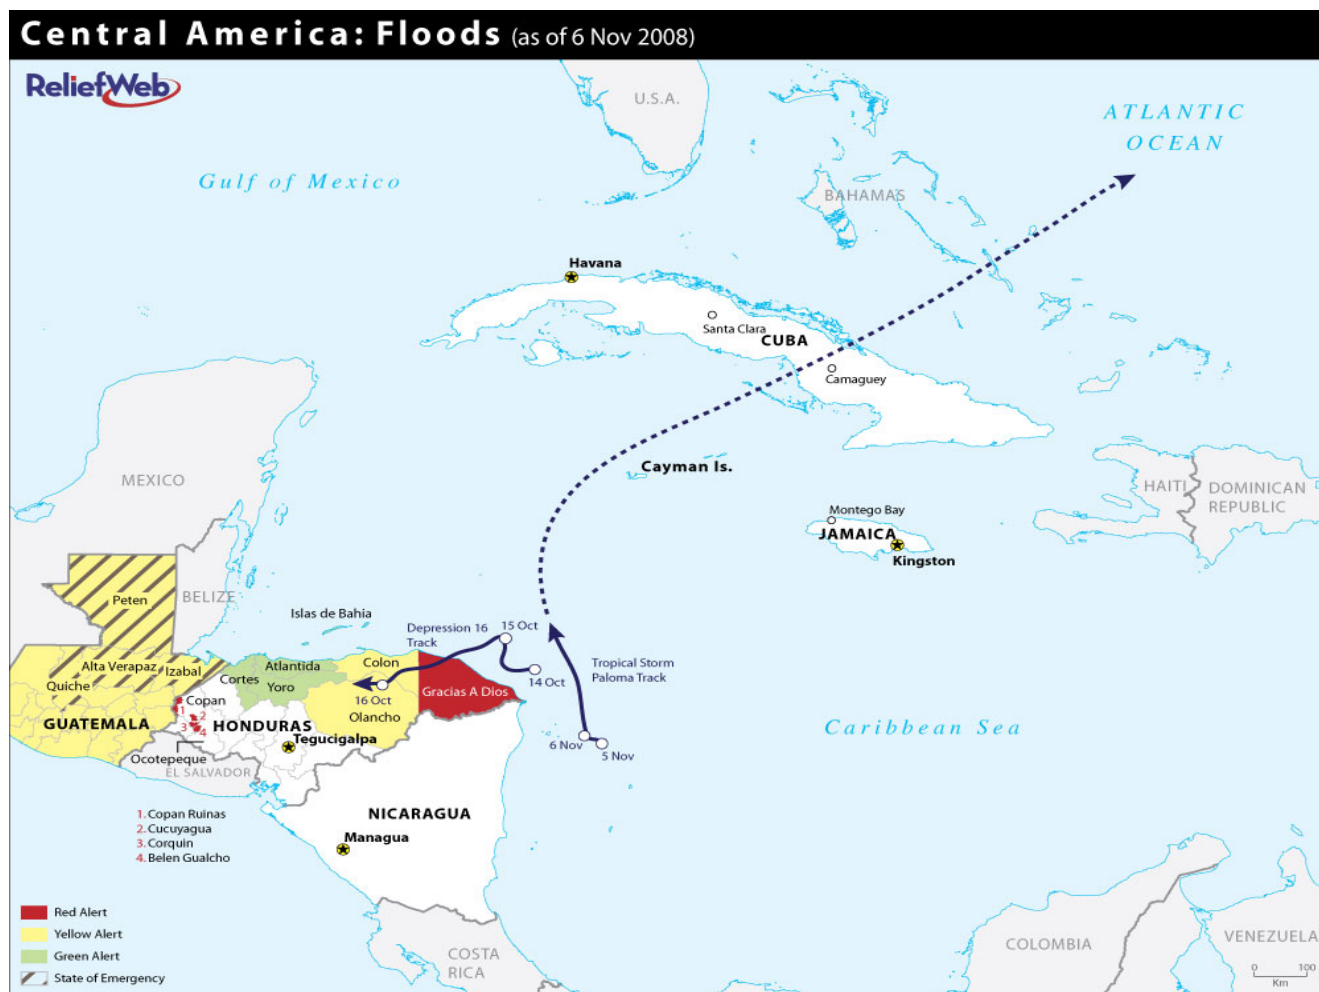 Central America: Floods (as of 6 Nov 2008)
ReliefWeb
U.S.A.
ATLANTIC
OCEAN
Gulf of Mexico
BAHAMAS
Havana
Santa Clara
CUBA
Camaguey
Cayman Is.
MEXICO
HAITI
DOMINICAN
REPUBLIC
Montego Bay
JAMAICA
Kingston
BELIZE
Peten
Islas de Bahia
Depression 16
Track
15 Oct
14 Oct
16 Oct
Tropical Storm
Paloma Track
6 Nov
5 Nov
Alta Verapaz
Izabal
Quiche
GUATEMALA
Cortes
Atlantida
Yoro
Colon
Olancho
Gracias A Dios
Copan
1
2
3
4
HONDURAS
Tegucigalpa
Ocotepeque
EL SALVADOR
Caribbean Sea
1. Copan Ruinas
2. Cucuyagua
3. Corquin
4. Belen Gualcho
NICARAGUA
Managua
COSTA
RICA
COLOMBIA
VENEZUELA
Red Alert
Yellow Alert
Green Alert
State of Emergency
0 100
Km